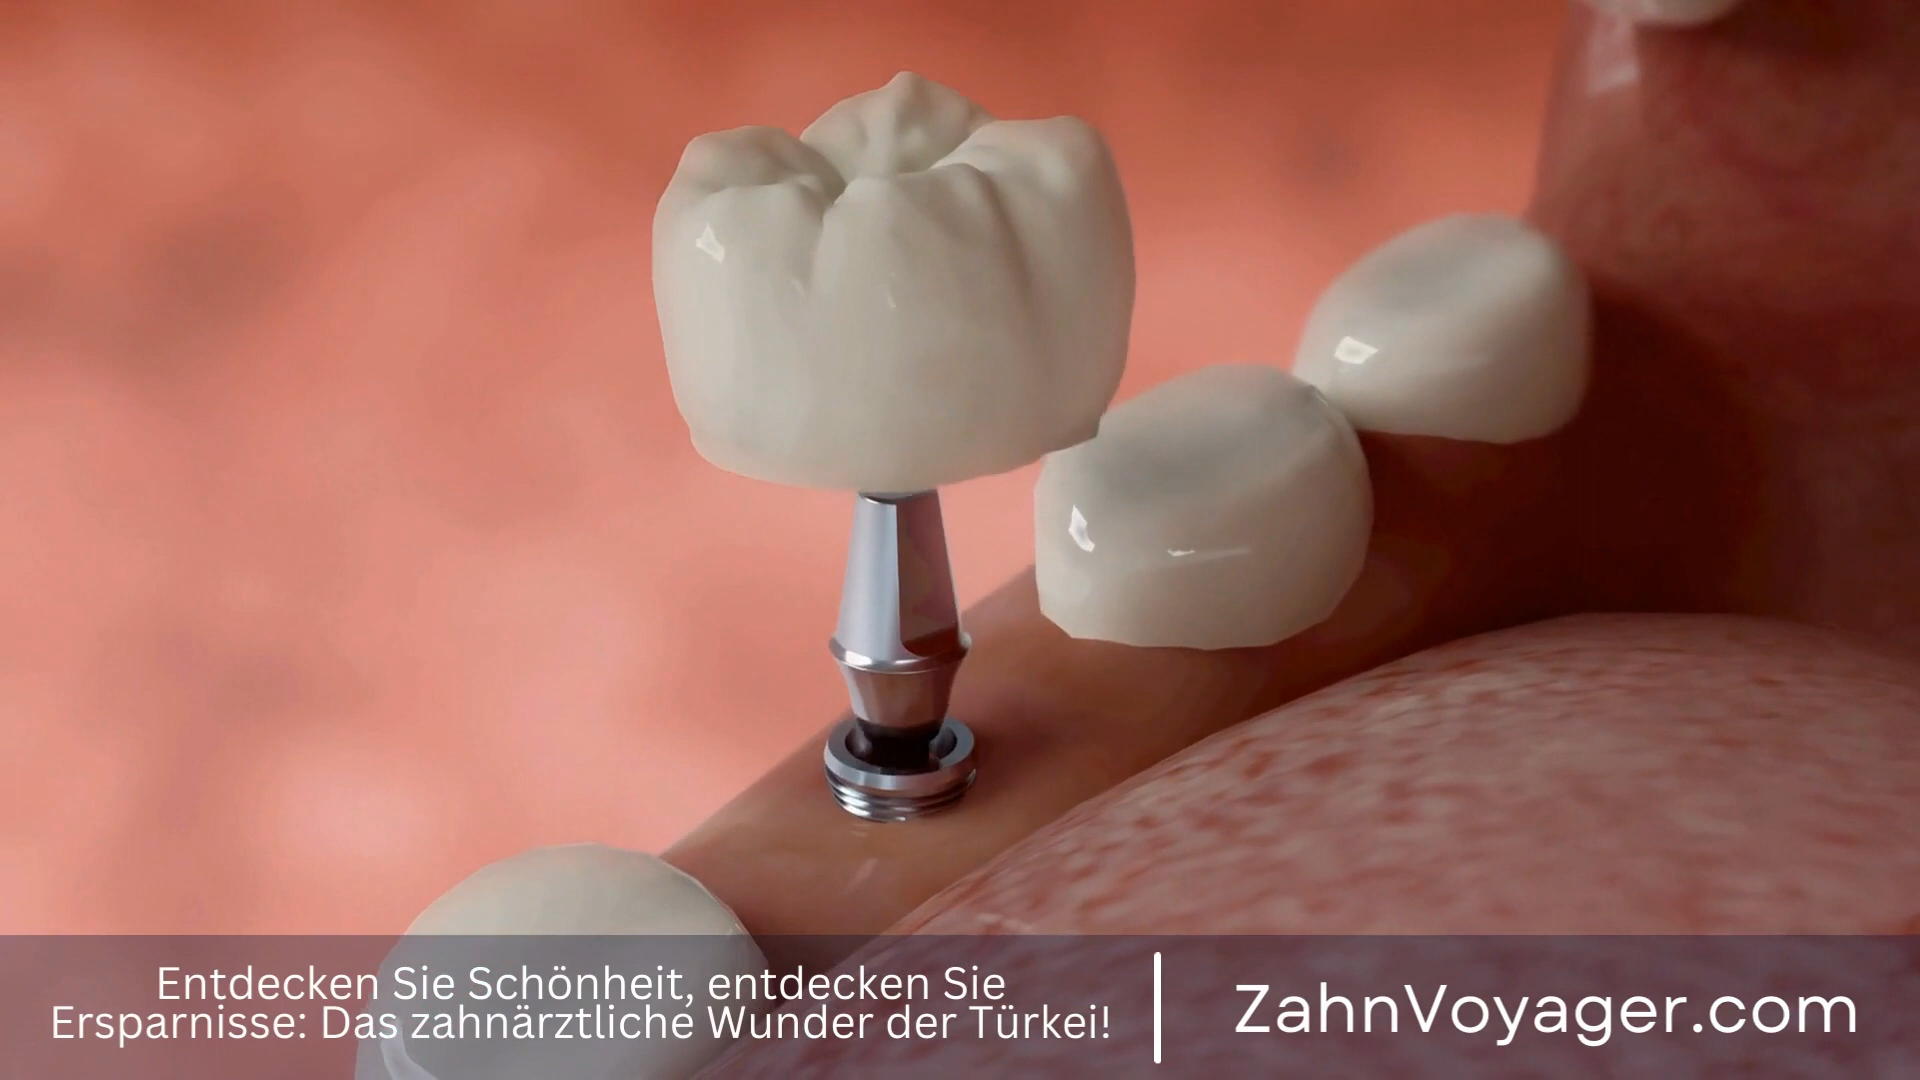 Entdecken Sie Schönheit, entdecken Sie
Ersparnisse: Das zahnärztliche Wunder der Türkei!
ZahnVoyager.com